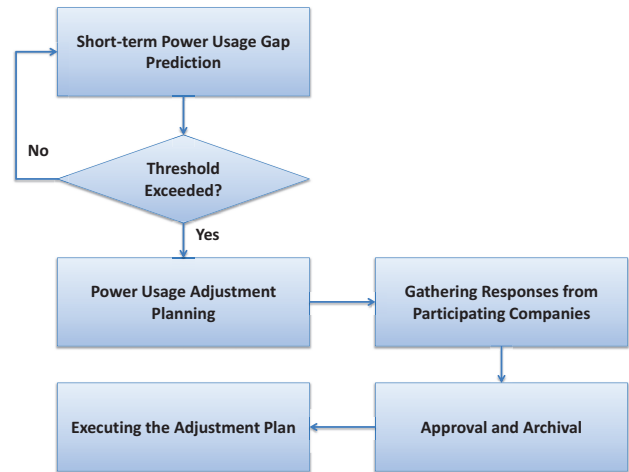 Short-term Power Usage Gap
Prediction
No
Threshold
Exceeded?
Yes
Power Usage Adjustment
Planning
Gathering Responses from
Participating Companies
Executing the Adjustment Plan
Approval and Archival